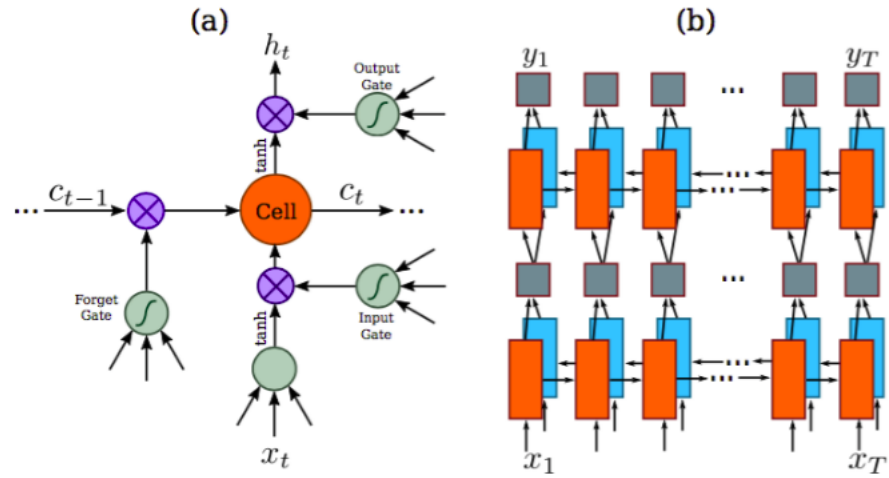 (a)
h_t
Output
Gate
tanh
... c_{t-1}
Cell
c_t ...
Forget
Gate
tanh
Input
Gate
x_t
(b)
y_1
y_T
...
...
...
...
...
...
x_1
x_T